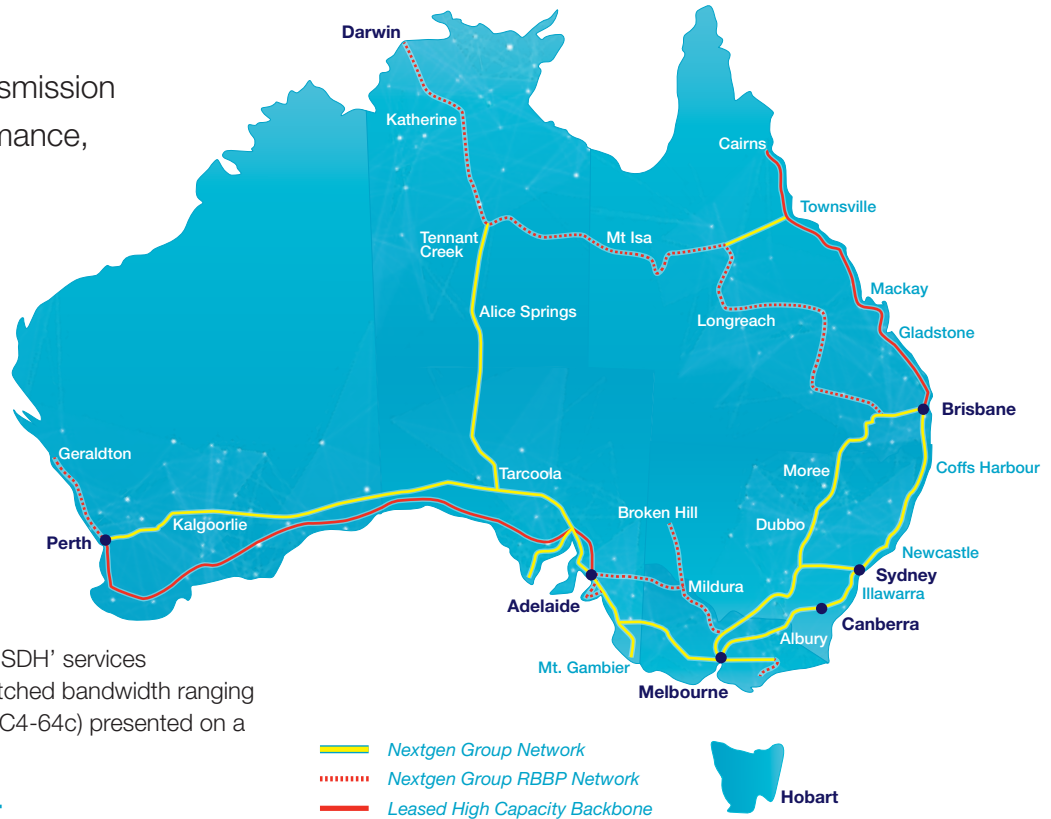 smission
mance,
Darwin
Katherine
Cairns
Townsville
Tennant
Creek
Mt Isa
Mackay
Alice Springs
Longreach
Gladstone
Brisbane
Geraldton
Tarcoola
Moree
Coffs Harbour
Kalgoorlie
Broken Hill
Dubbo
Perth
Newcastle
Sydney
Mildura
Illawarra
Adelaide
Canberra
Albury
Mt. Gambier
Melbourne
SDH’ services
tched bandwidth ranging
C4-64c) presented on a
Nextgen Group Network
Nextgen Group RBBP Network
Leased High Capacity Backbone
Hobart